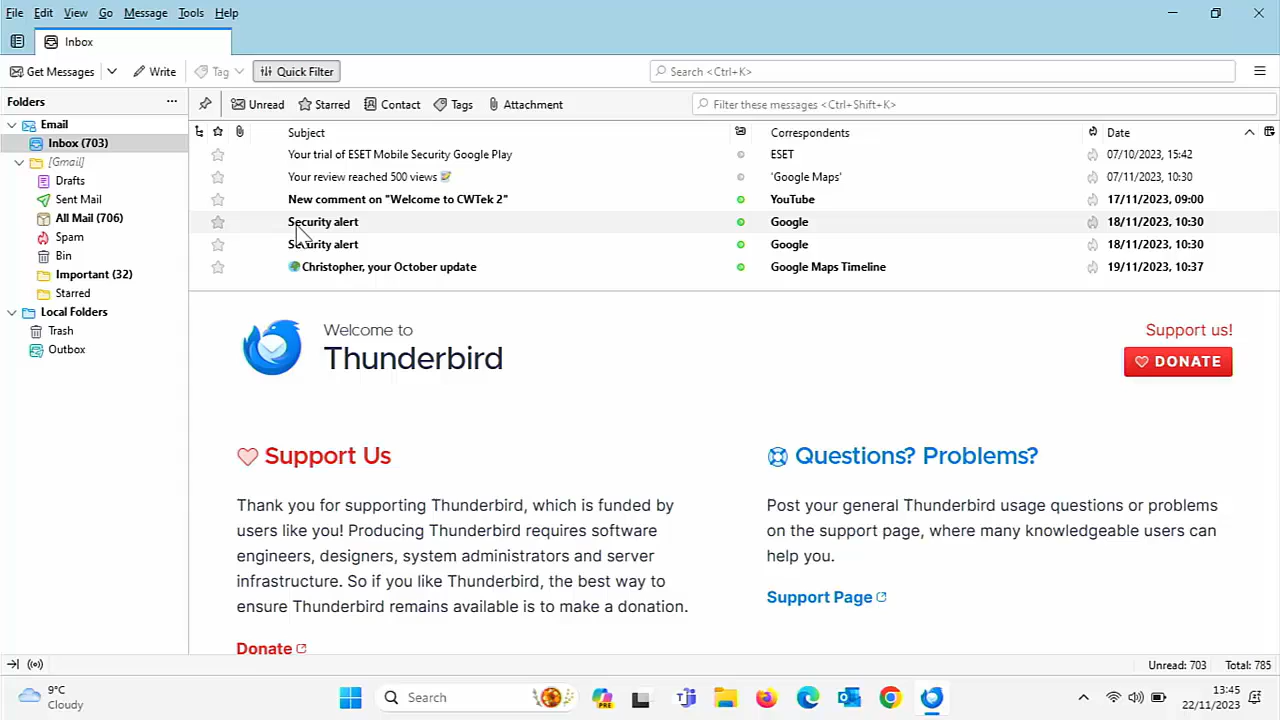 File Edit View Go Message Tools Help
Inbox
Get Messages Write Tag Quick Filter Search <Ctrl+K>
Folders ... Unread Starred Contact Tags Attachment Filter these messages <Ctrl+Shift+K>
Subject Correspondents Date
Your trial of ESET Mobile Security Google Play ESET 07/10/2023, 15:42
Your review reached 500 views 'Google Maps' 07/11/2023, 10:30
New comment on "Welcome to CWTek 2" YouTube 17/11/2023, 09:00
Security alert Google 18/11/2023, 10:30
Security alert Google 18/11/2023, 10:30
Christopher, your October update Google Maps Timeline 19/11/2023, 10:37
Email
Inbox (703)
[Gmail]
Drafts
Sent Mail
All Mail (706)
Spam
Bin
Important (32)
Starred
Local Folders
Trash
Outbox
Welcome to
Thunderbird
Support us!
DONATE
Support Us
Thank you for supporting Thunderbird, which is funded by
users like you! Producing Thunderbird requires software
engineers, designers, system administrators and server
infrastructure. So if you like Thunderbird, the best way to
ensure Thunderbird remains available is to make a donation.
Donate
Questions? Problems?
Post your general Thunderbird usage questions or problems
on the support page, where many knowledgeable users can
help you.
Support Page
Unread: 703 Total: 785
9°C
Cloudy
Search
PRE
13:45
22/11/2023